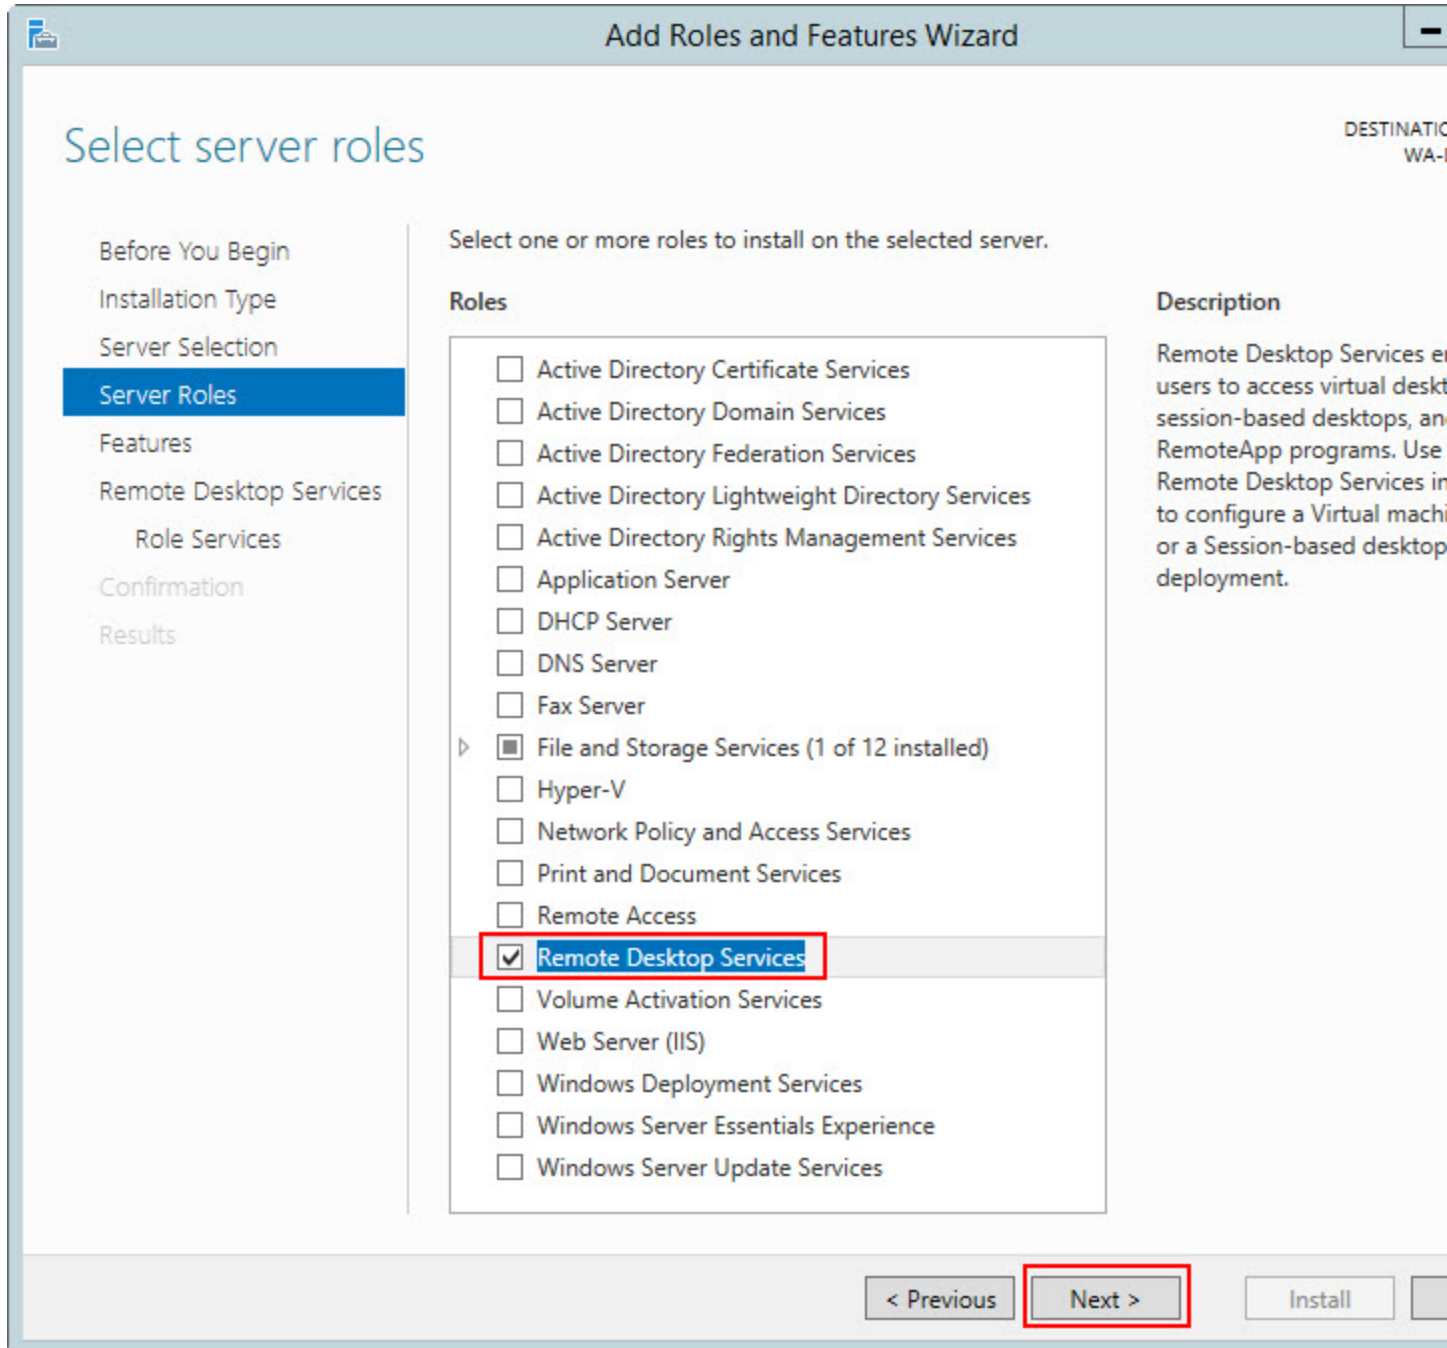 Add Roles and Features Wizard
Select server roles
WA-
Before You Begin
Installation Type
Server Selection
Server Roles
Features
Remote Desktop Services
Role Services
Confirmation
Results
Select one or more roles to install on the selected server.
Roles
Active Directory Certificate Services
Active Directory Domain Services
Active Directory Federation Services
Active Directory Lightweight Directory Services
Active Directory Rights Management Services
Application Server
DHCP Server
DNS Server
Fax Server
File and Storage Services (1 of 12 installed)
Hyper-V
Network Policy and Access Services
Print and Document Services
Remote Access
Remote Desktop Services
Volume Activation Services
Web Server (IIS)
Windows Deployment Services
Windows Server Essentials Experience
Windows Server Update Services
Description
Remote Desktop Services
users to access virtual
session-based desktops,
RemoteApp programs. Use
Remote Desktop Services
to configure a Virtual
or a Session-based desktop
deployment.
< Previous
Next >
Install